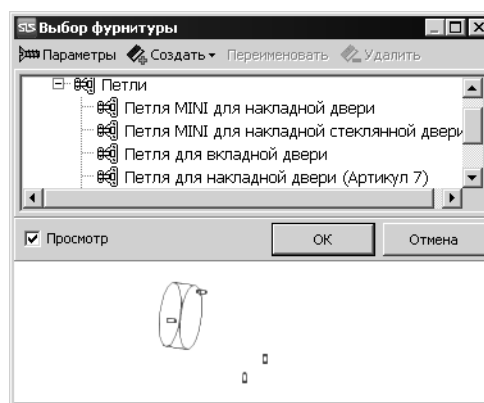 sls Выбор фурнитуры
Параметры Создать Переименовать Удалить
Петли
Петля MINI для накладной двери
Петля MINI для накладной стеклянной двери
Петля для вкладной двери
Петля для накладной двери (Артикул 7)
Просмотр OK Отмена